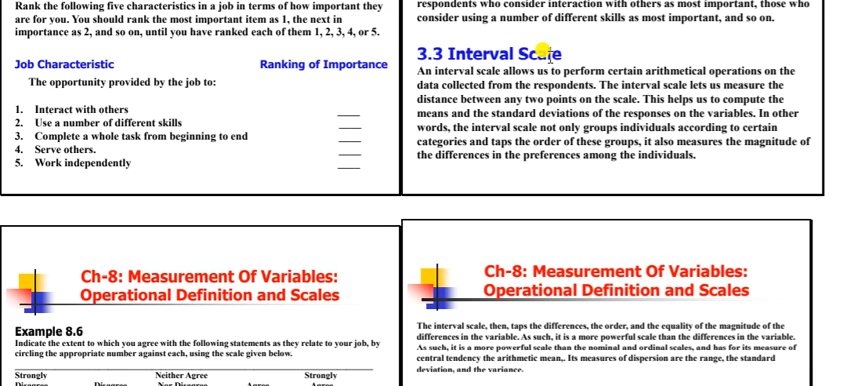 Rank the following five characteristics in a job in terms of how important they
are for you. You should rank the most important item as 1, the next in
importance as 2, and so on, until you have ranked each of them 1, 2, 3, 4, or 5.
Job Characteristic Ranking of Importance
The opportunity provided by the job to:
1. Interact with others
2. Use a number of different skills
3. Complete a whole task from beginning to end
4. Serve others.
5. Work independently
respondents who consider interaction with others as most important, those who
consider using a number of different skills as most important, and so on.
3.3 Interval Scale
An interval scale allows us to perform certain arithmetical operations on the
data collected from the respondents. The interval scale lets us measure the
distance between any two points on the scale. This helps us to compute the
means and the standard deviations of the responses on the variables. In other
words, the interval scale not only groups individuals according to certain
categories and taps the order of these groups, it also measures the magnitude of
the differences in the preferences among the individuals.
Ch-8: Measurement Of Variables:
Operational Definition and Scales
Example 8.6
Indicate the extent to which you agree with the following statements as they relate to your job, by
circling the appropriate number against each, using the scale given below.
Strongly Neither Agree Strongly
Disagree Disagree Nor Disagree Agree Agree
Ch-8: Measurement Of Variables:
Operational Definition and Scales
The interval scale, then, taps the differences, the order, and the equality of the magnitude of the
differences in the variable. As such, it is a more powerful scale than the differences in the variable.
As such, it is a more powerful scale than the nominal and ordinal scales, and has for its measure of
central tendency the arithmetic mean,. Its measures of dispersion are the range, the standard
deviation, and the variance.